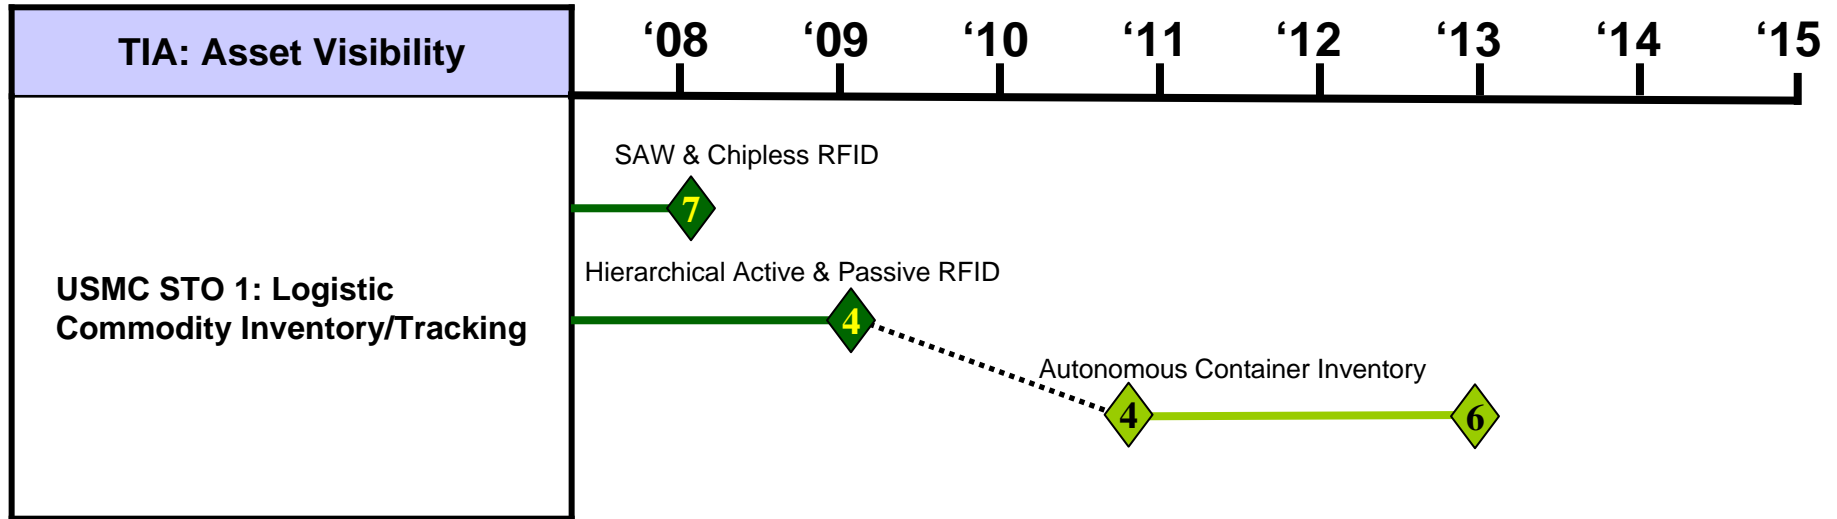 TIA: Asset Visibility
‘08 ‘09 ‘10 ‘11 ‘12 ‘13 ‘14 ‘15
SAW & Chipless RFID
7
Hierarchical Active & Passive RFID
USMC STO 1: Logistic
Commodity Inventory/Tracking
4
Autonomous Container Inventory
4 6